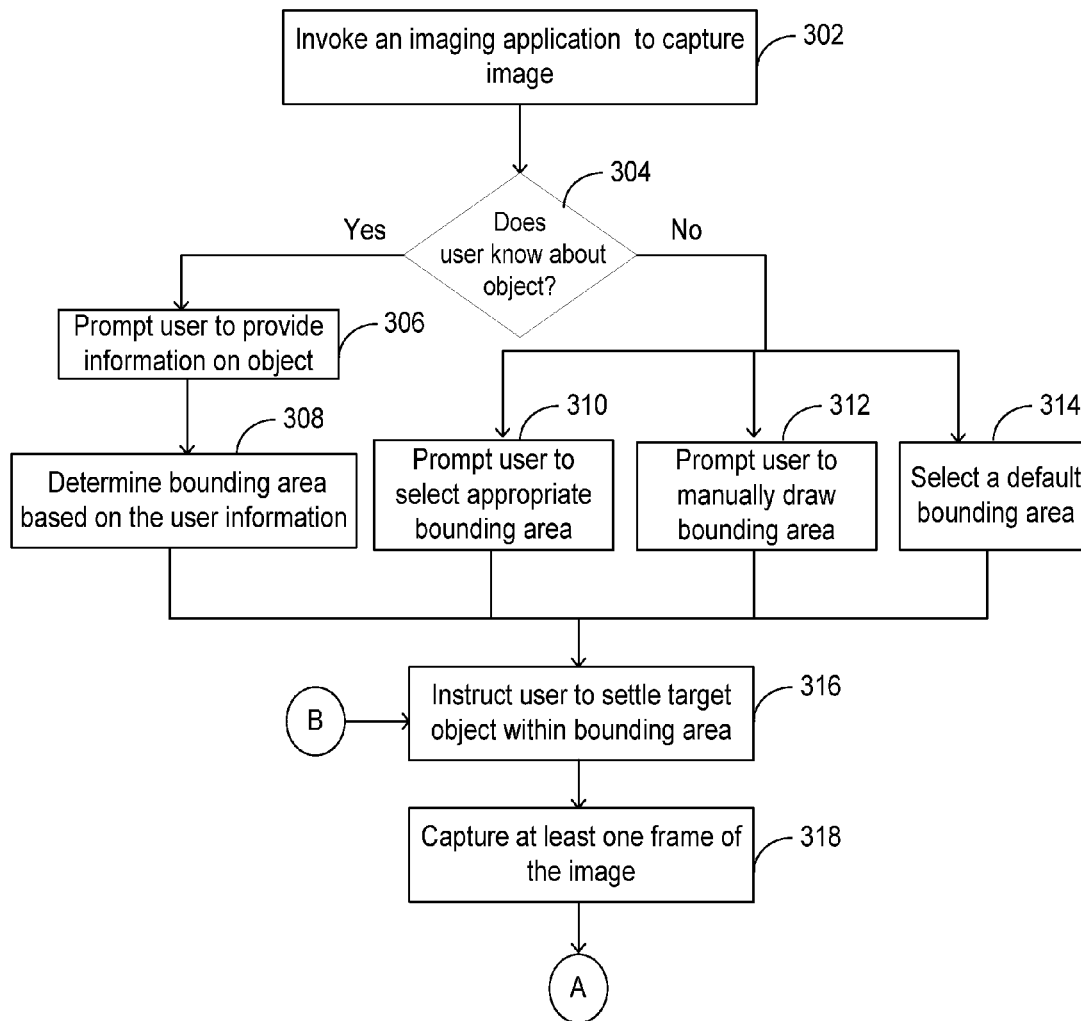 Invoke an imaging application to capture
image
302
304
Yes
Does
user know about
object?
No
Prompt user to provide
information on object
306
308
Determine bounding area
based on the user information
310
Prompt user to
select appropriate
bounding area
312
Prompt user to
manually draw
bounding area
314
Select a default
bounding area
B
Instruct user to settle target
object within bounding area
316
Capture at least one frame of
the image
318
A